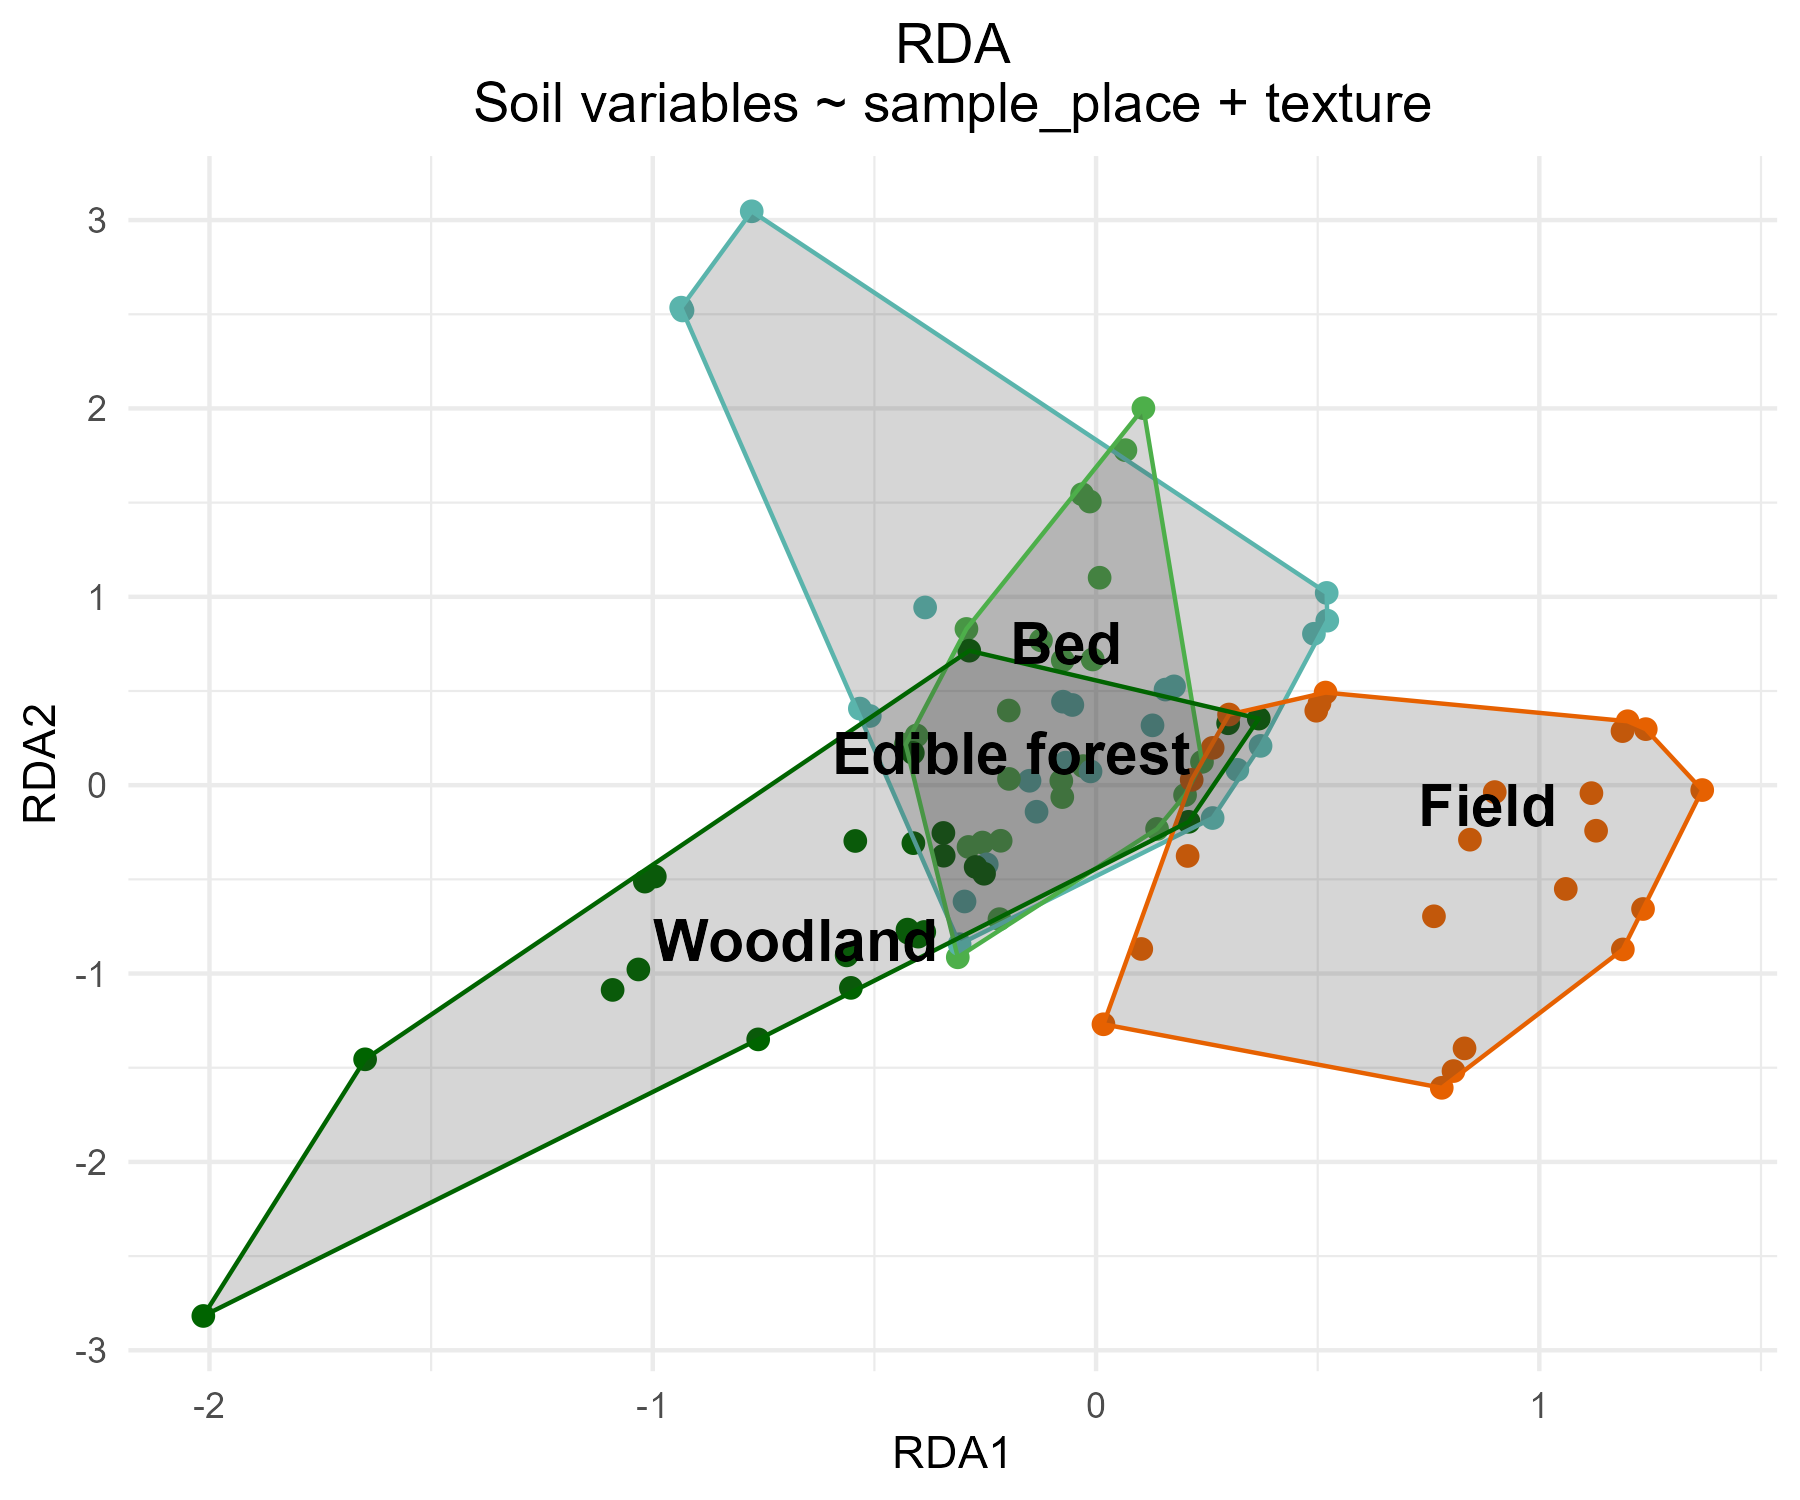 RDA
Soil variables ~ sample_place + texture
3
2
1
0
-1
-2
-3
RDA2
Bed
Edible forest
Field
Woodland
-2
-1
0
1
RDA1